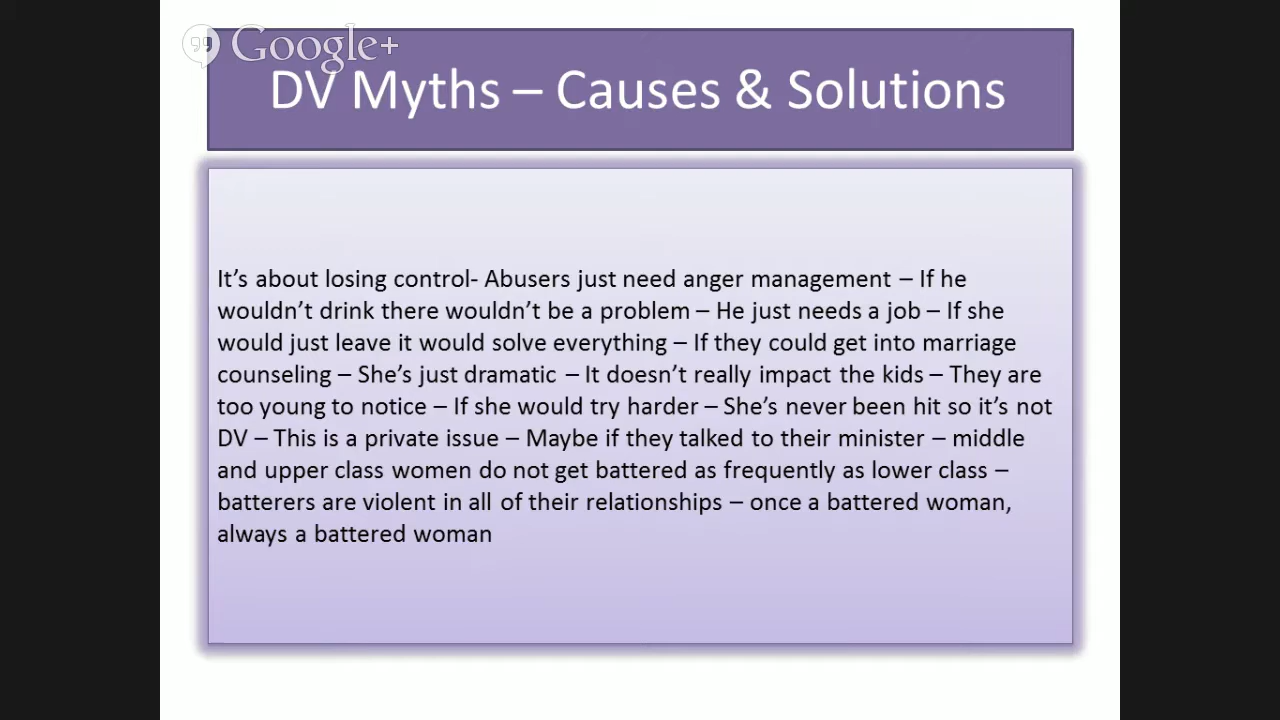 Google+
DV Myths – Causes & Solutions
It’s about losing control- Abusers just need anger management – If he
wouldn’t drink there wouldn’t be a problem – He just needs a job – If she
would just leave it would solve everything – If they could get into marriage
counseling – She’s just dramatic – It doesn’t really impact the kids – They are
too young to notice – If she would try harder – She’s never been hit so it’s not
DV – This is a private issue – Maybe if they talked to their minister – middle
and upper class women do not get battered as frequently as lower class –
batterers are violent in all of their relationships – once a battered woman,
always a battered woman